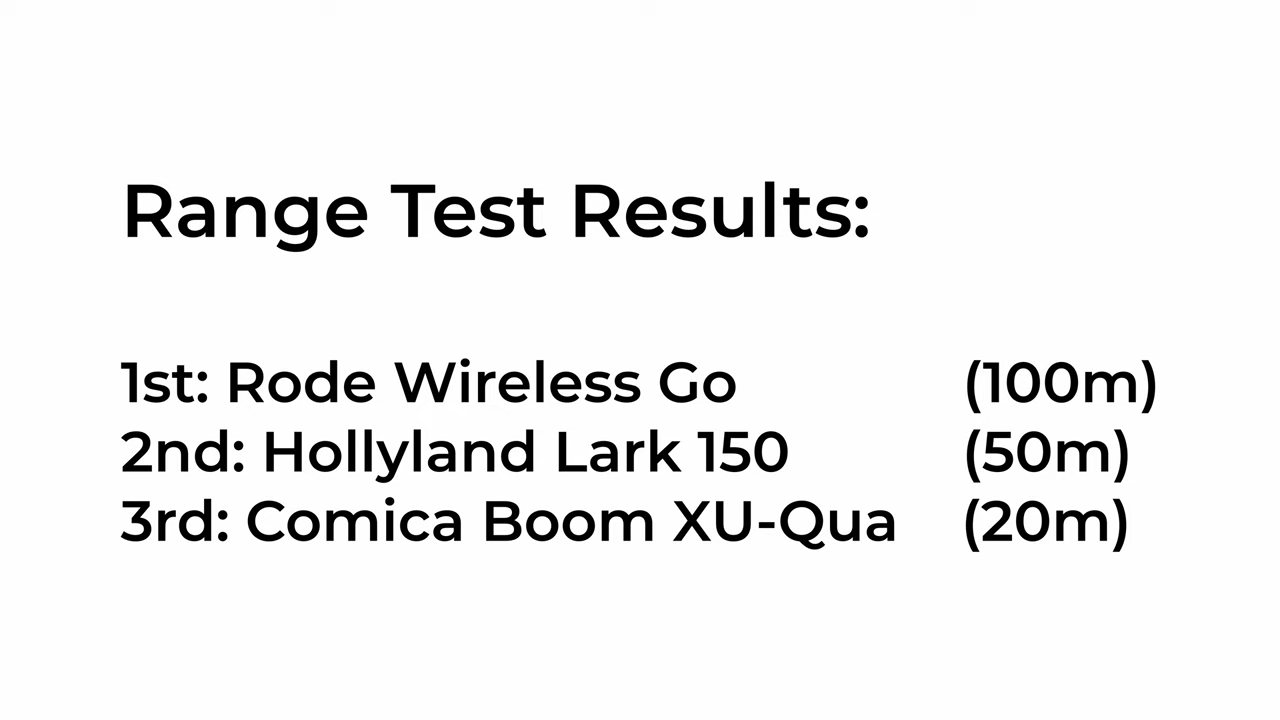 Range Test Results:
1st: Rode Wireless Go (100m)
2nd: Hollyland Lark 150 (50m)
3rd: Comica Boom XU-Qua (20m)